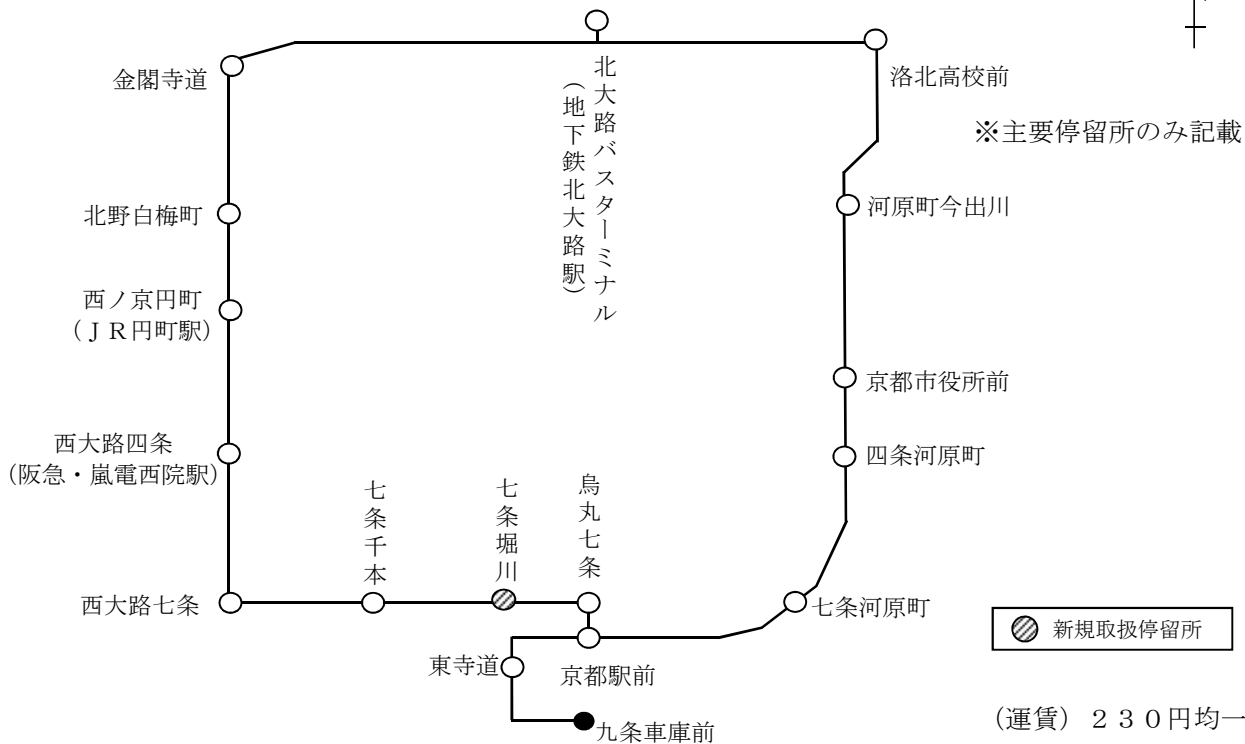 金閣寺道
北大路バスターミナル
（地下鉄北大路駅）
洛北高校前
※主要停留所のみ記載
北野白梅町
河原町今出川
西ノ京円町
（ＪＲ円町駅）
京都市役所前
西大路四条
（阪急・嵐電西院駅）
四条河原町
七条千本
七条堀川
烏丸七条
西大路七条
七条河原町
新規取扱停留所
東寺道
京都駅前
九条車庫前
（運賃）２３０円均一